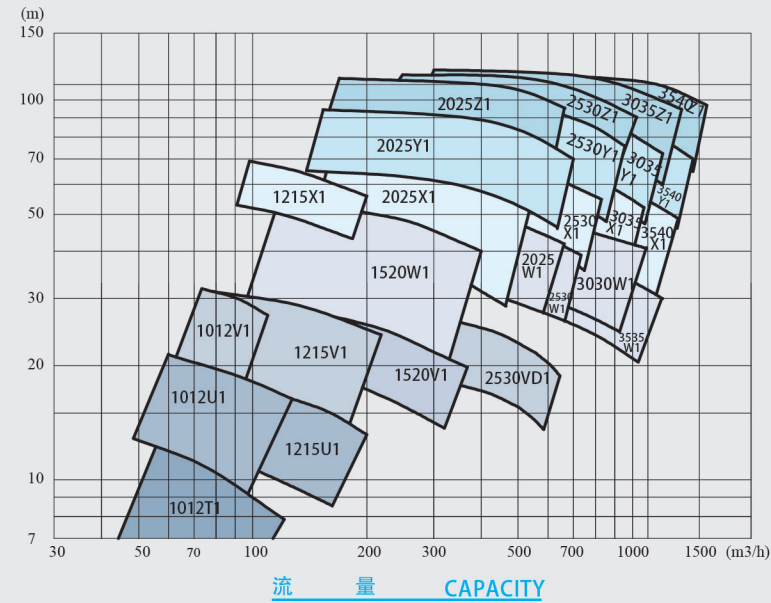 (m)
150
100
70
50
30
20
10
7
3540Z1
3035Z1
2530Z1
2025Z1
2530Y1
2025Y1
3035
Y1
3540
Y1
1215X1
2025X1
2530
X1
3035
X1
3540
X1
1520W1
2025
W1
2530
W1
3030W1
3535
W1
1012V1
1215V1
1520V1
2530VD1
1012U1
1215U1
1012T1
30 50 70 100 200 300 500 700 1000 1500 (m3/h)
流 量 CAPACITY